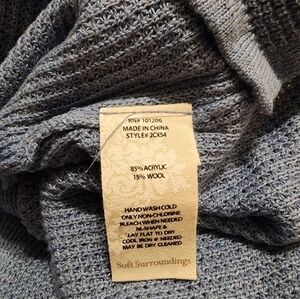 RN# 101206
MADE IN CHINA
STYLE# 2CX54
85% ACRYLIC
15% WOOL
HAND WASH COLD
ONLY NON-CHLORINE
BLEACH WHEN NEEDED
RE-SHAPE &
LAY FLAT TO DRY
COOL IRON IF NEEDED
MAY BE DRY CLEANED
Soft Surroundings